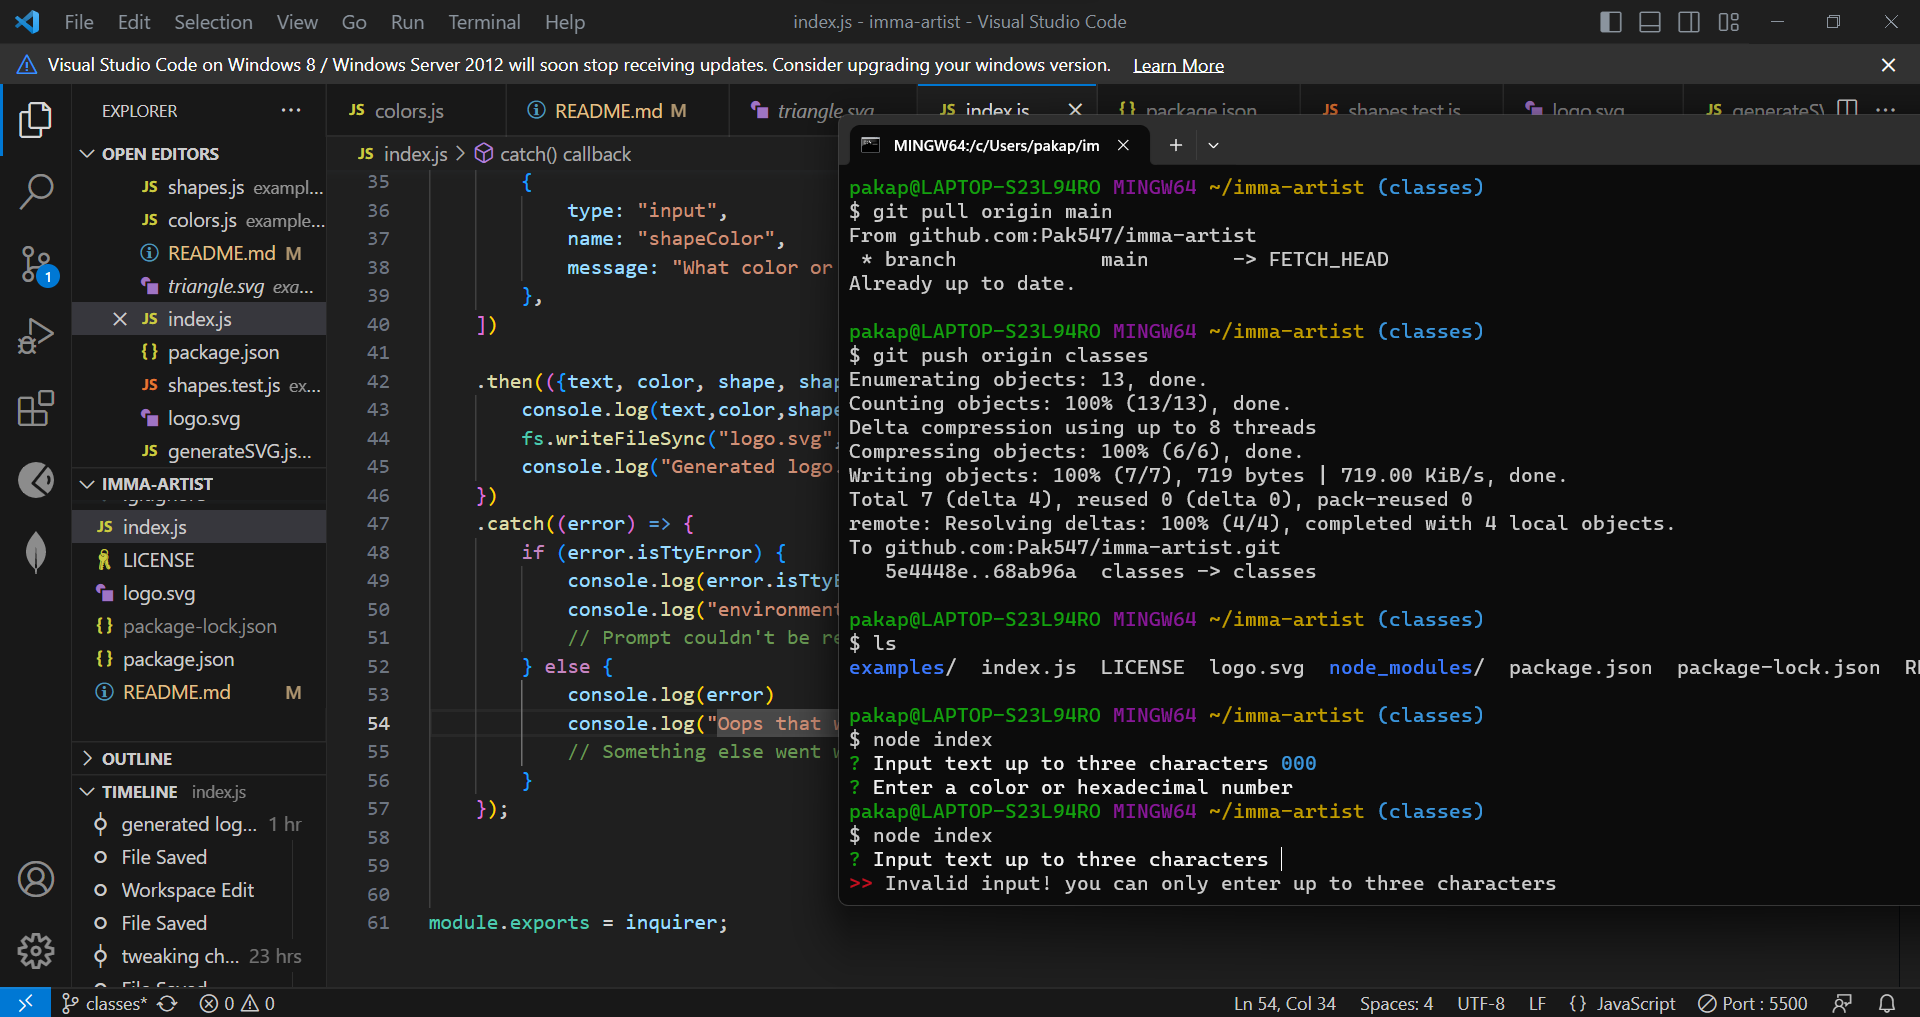 File Edit Selection View Go Run Terminal Help
index.js - imma-artist - Visual Studio Code
Visual Studio Code on Windows 8 / Windows Server 2012 will soon stop receiving updates. Consider upgrading your windows version. Learn More
EXPLORER
OPEN EDITORS
JS shapes.js exampl...
JS colors.js example...
README.md M
triangle.svg exa...
JS index.js
{} package.json
JS shapes.test.js ex...
logo.svg
JS generateSVG.js...
IMMA-ARTIST
JS index.js
LICENSE
logo.svg
{} package-lock.json
{} package.json
README.md M
OUTLINE
TIMELINE index.js
generated log... 1 hr
File Saved
Workspace Edit
File Saved
tweaking ch... 23 hrs
File Saved
1
JS colors.js
README.md M
triangle.svg
JS index.js
{} package.json
JS shapes.test.js
logo.svg
JS generateSV
JS index.js > catch() callback
35 {
36 type: "input",
37 name: "shapeColor",
38 message: "What color or
39 },
40 ])
41
42 .then(({text, color, shape, shap
43 console.log(text,color,shape
44 fs.writeFileSync("logo.svg",
45 console.log("Generated logo.
46 })
47 .catch((error) => {
48 if (error.isTtyError) {
49 console.log(error.isTtyE
50 console.log("environment
51 // Prompt couldn't be re
52 } else {
53 console.log(error)
54 console.log("Oops that w
55 // Something else went w
56 }
57 });
58
59
60
61 module.exports = inquirer;
MINGW64:/c/Users/pakap/im
pakap@LAPTOP-S23L94RO MINGW64 ~/imma-artist (classes)
$ git pull origin main
From github.com:Pak547/imma-artist
* branch main -> FETCH_HEAD
Already up to date.
pakap@LAPTOP-S23L94RO MINGW64 ~/imma-artist (classes)
$ git push origin classes
Enumerating objects: 13, done.
Counting objects: 100% (13/13), done.
Delta compression using up to 8 threads
Compressing objects: 100% (6/6), done.
Writing objects: 100% (7/7), 719 bytes | 719.00 KiB/s, done.
Total 7 (delta 4), reused 0 (delta 0), pack-reused 0
remote: Resolving deltas: 100% (4/4), completed with 4 local objects.
To github.com:Pak547/imma-artist.git
5e4448e..68ab96a classes -> classes
pakap@LAPTOP-S23L94RO MINGW64 ~/imma-artist (classes)
$ ls
examples/ index.js LICENSE logo.svg node_modules/ package.json package-lock.json
pakap@LAPTOP-S23L94RO MINGW64 ~/imma-artist (classes)
$ node index
? Input text up to three characters 000
? Enter a color or hexadecimal number
pakap@LAPTOP-S23L94RO MINGW64 ~/imma-artist (classes)
$ node index
? Input text up to three characters
>> Invalid input! you can only enter up to three characters
classes* 0 0
Ln 54, Col 34 Spaces: 4 UTF-8 LF {} JavaScript Port : 5500